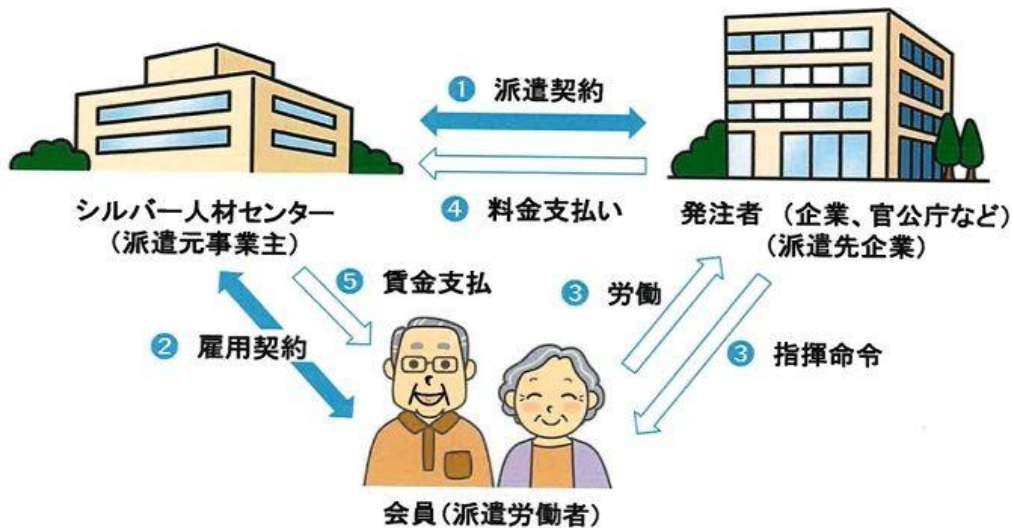 ❶ 派遣契約
❹ 料金支払い
シルバー人材センター
（派遣元事業主）
発注者 （企業、官公庁など）
（派遣先企業）
❺ 賃金支払
❸ 労働
❷ 雇用契約
❸ 指揮命令
会員（派遣労働者）